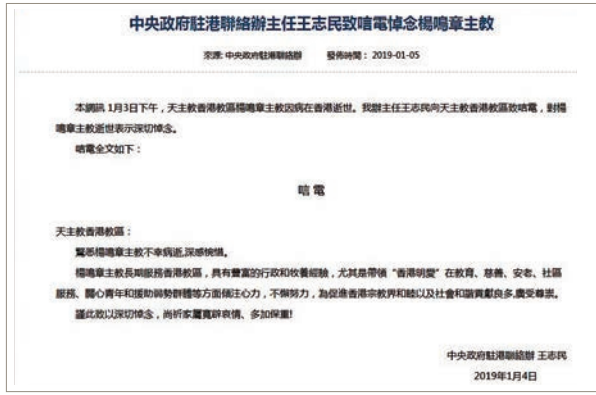 中央政府駐港聯絡辦主任王志民致唁電悼念楊鳴章主教
來源: 中央政府駐港聯絡辦 發佈時間： 2019-01-05
本網訊 1月3日下午，天主教香港教區楊鳴章主教因病在香港逝世。我辦主任王志民向天主教香港教區致唁電，對楊
鳴章主教逝世表示深切悼念。
唁電全文如下：
唁 電
天主教香港教區：
驚悉楊鳴章主教不幸病逝,深感惋惜。
楊鳴章主教長期服務香港教區，具有豐富的行政和牧養經驗，尤其是帶領“香港明愛”在教育、慈善、安老、社區
服務、關心青年和援助弱勢群體等方面傾注心力，不懈努力，為促進香港宗教界和睦以及社會和諧貢獻良多,廣受尊崇。
謹此致以深切悼念，尚祈家屬寬辟哀情、多加保重!
中央政府駐港聯絡辦 王志民
2019年1月4日